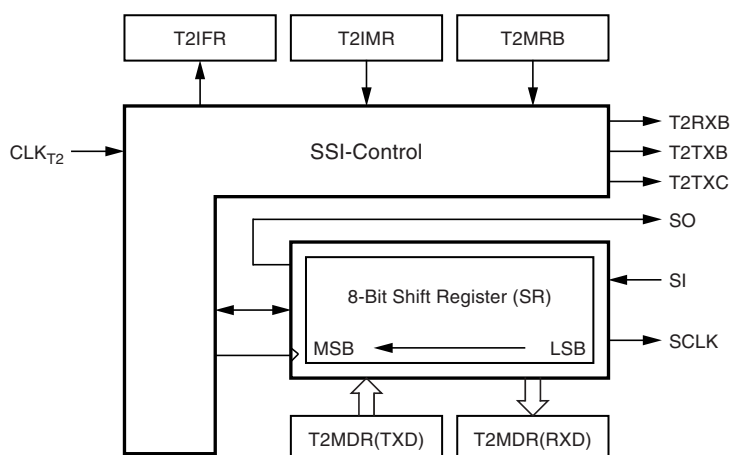 T2IFR
T2IMR
T2MRB
CLKT2
SSI-Control
T2RXB
T2TXB
T2TXC
SO
8-Bit Shift Register (SR)
SI
MSB
LSB
SCLK
T2MDR(TXD)
T2MDR(RXD)